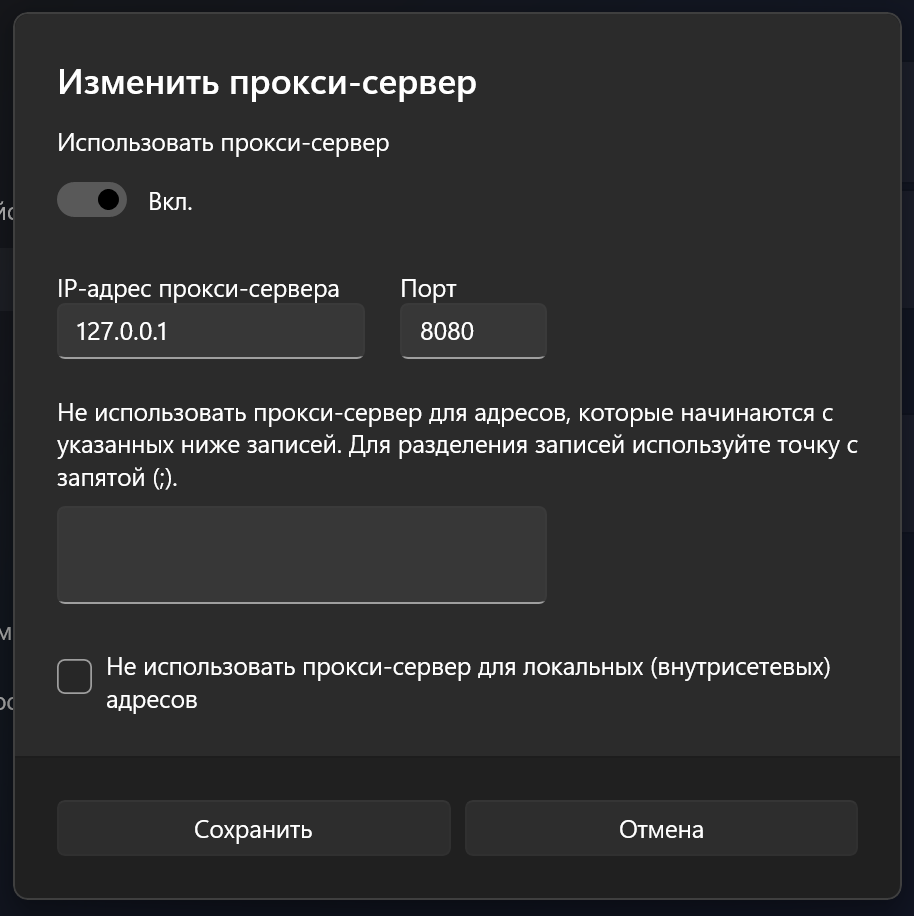 Изменить прокси-сервер
Использовать прокси-сервер
Вкл.
IP-адрес прокси-сервера
Порт
127.0.0.1
8080
Не использовать прокси-сервер для адресов, которые начинаются с
указанных ниже записей. Для разделения записей используйте точку с
запятой (;).
Не использовать прокси-сервер для локальных (внутрисетевых)
адресов
Сохранить
Отмена